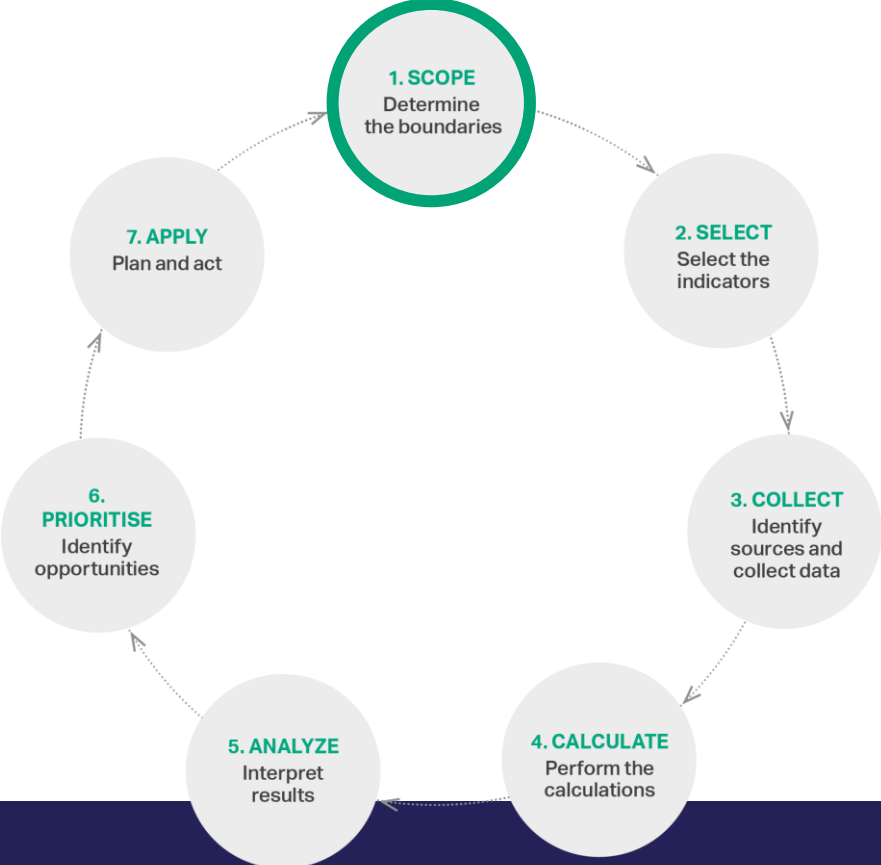 1. SCOPE
Determine
the boundaries
2. SELECT
Select the
indicators
3. COLLECT
Identify
sources and
collect data
4. CALCULATE
Perform the
calculations
5. ANALYZE
Interpret
results
6.
PRIORITISE
Identify
opportunities
7. APPLY
Plan and act